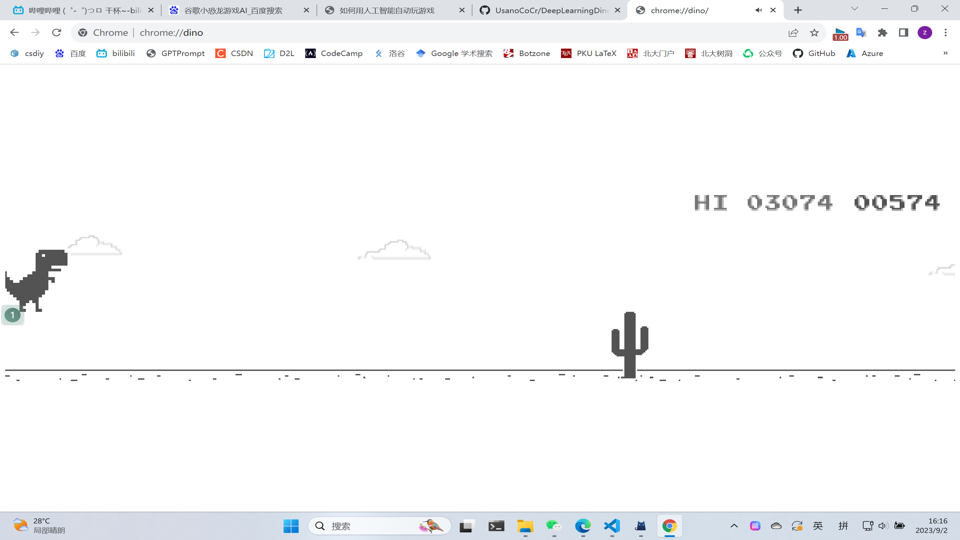 哔哩哔哩 (゜-゜)つロ 干杯~-bili
谷歌小恐龙游戏AI_百度搜索
如何用人工智能自动玩游戏
UsanoCoCr/DeepLearningDin
chrome://dino/
Chrome | chrome://dino
1.00
z
csdiy
百度
bilibili
GPTPrompt
CSDN
D2L
CodeCamp
洛谷
Google 学术搜索
Botzone
PKU LaTeX
北大门户
北大树洞
公众号
GitHub
Azure
»
HI 03074 00574
1
28°C
局部晴朗
搜索
英
拼
16:16
2023/9/2